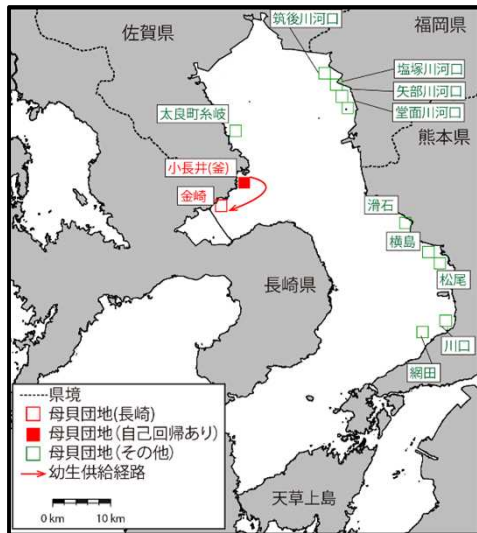 佐賀県
福岡県
筑後川河口
塩塚川河口
矢部川河口
堂面川河口
太良町糸岐
熊本県
小長井(釜)
金崎
滑石
横島
松尾
長崎県
川口
網田
県境
母貝団地(長崎)
母貝団地(自己回帰あり)
母貝団地(その他)
幼生供給経路
0 km 10 km
天草上島